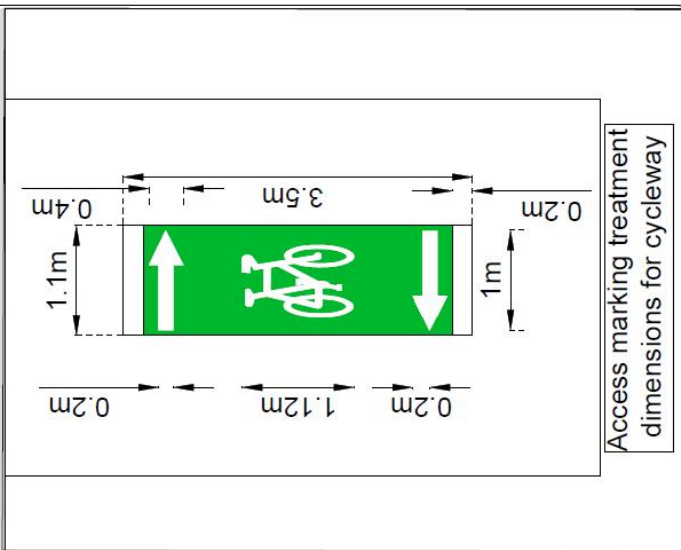 3.5m
0.4m
0.2m
1.1m
1m
0.2m
1.12m
0.2m
Access marking treatment
dimensions for cycleway